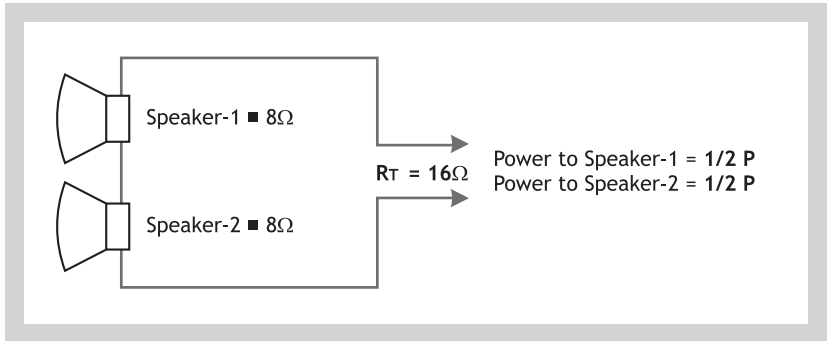 Speaker-1 ■ 8Ω
RT = 16Ω
Power to Speaker-1 = 1/2 P
Power to Speaker-2 = 1/2 P
Speaker-2 ■ 8Ω